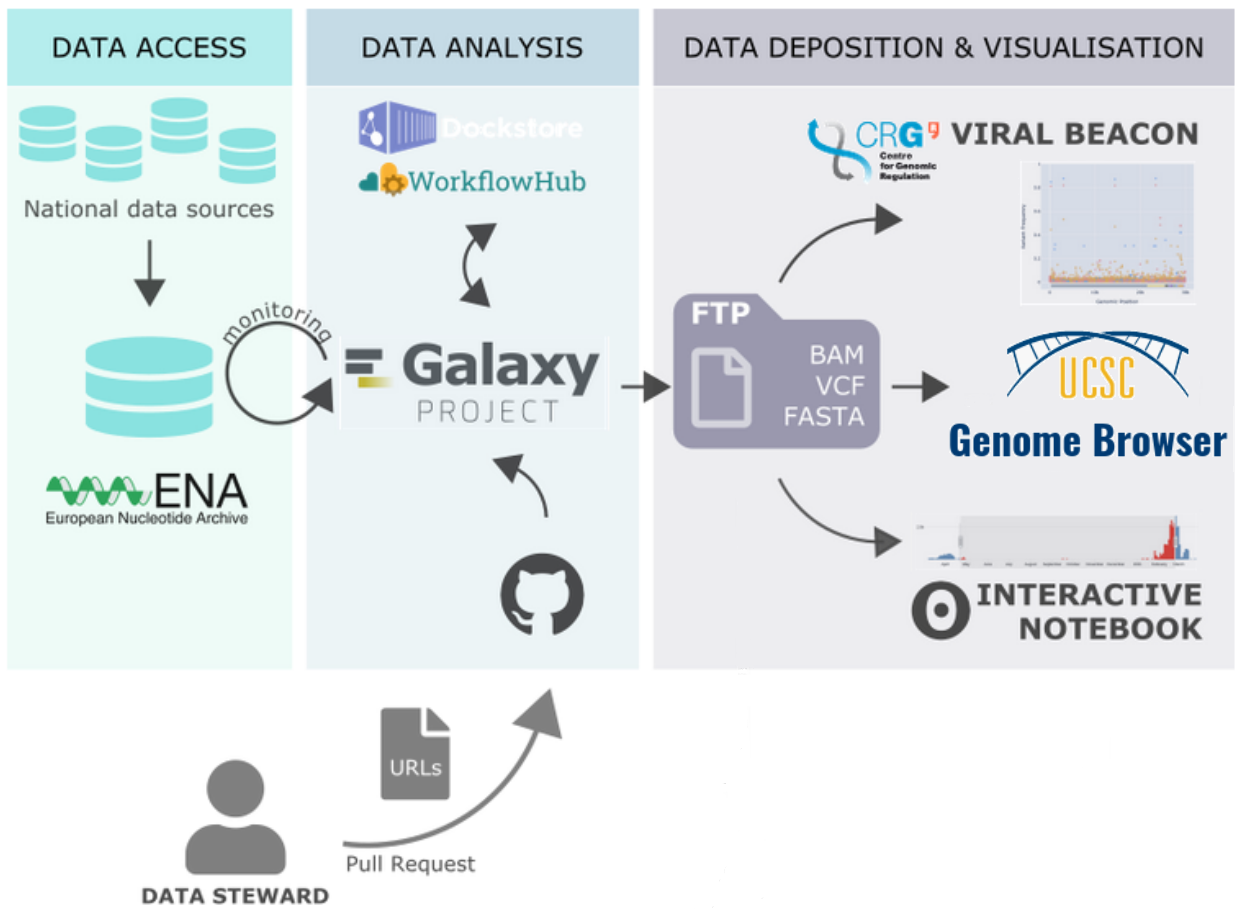 DATA ACCESS
National data sources
monitoring
ENA
European Nucleotide Archive
DATA ANALYSIS
Dockstore
WorkflowHub
Galaxy
PROJECT
DATA DEPOSITION & VISUALISATION
CRG
Centre
for Genomic
Regulation
VIRAL BEACON
FTP
BAM
VCF
FASTA
UCSC
Genome Browser
INTERACTIVE
NOTEBOOK
URLs
Pull Request
DATA STEWARD